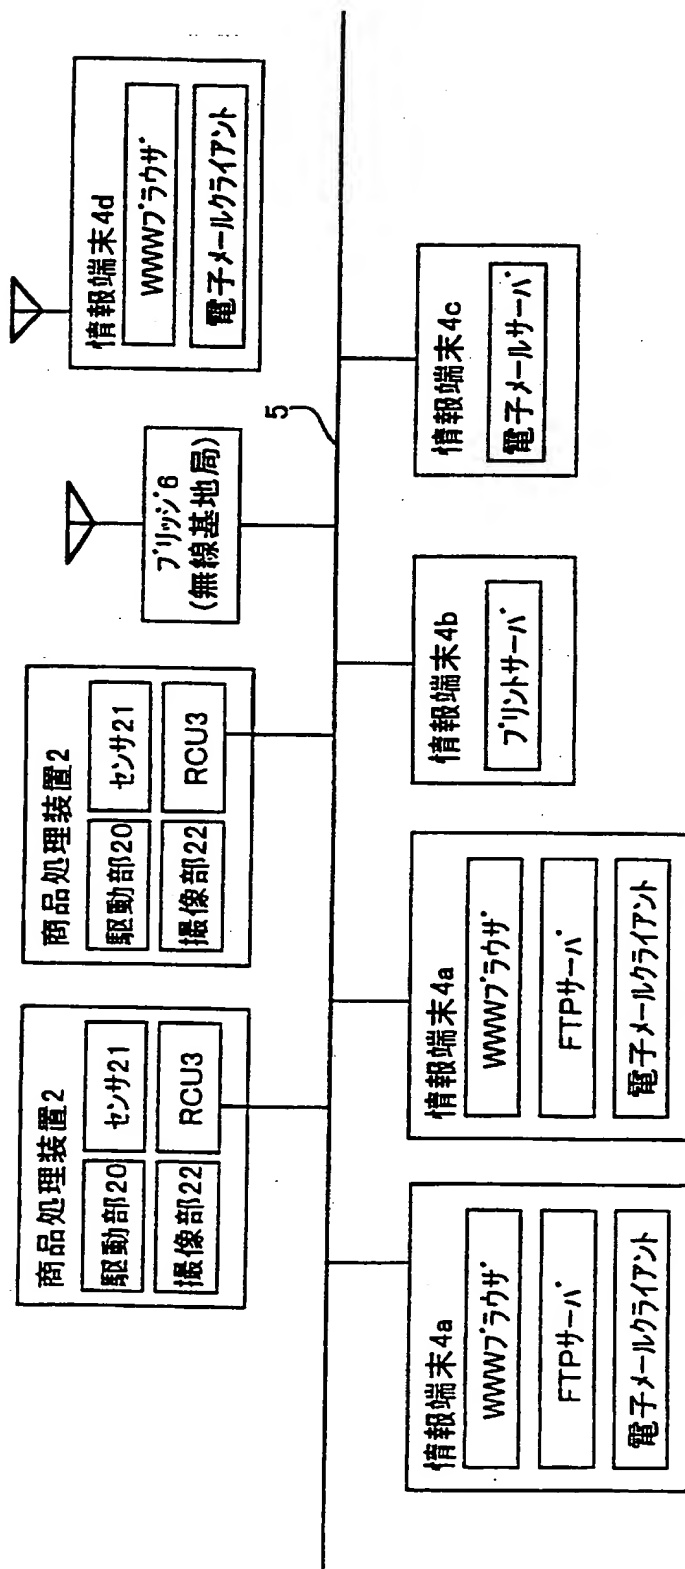 商品処理装置2
駆動部20
センサ21
撮像部22
RCU3
商品処理装置2
駆動部20
センサ21
撮像部22
RCU3
ブリッジ6
(無線基地局)
情報端末4d
WWWブラウザ
電子メールクライアント
5
情報端末4a
WWWブラウザ
FTPサーバ
電子メールクライアント
情報端末4a
WWWブラウザ
FTPサーバ
電子メールクライアント
情報端末4b
プリントサーバ
情報端末4c
電子メールサーバ